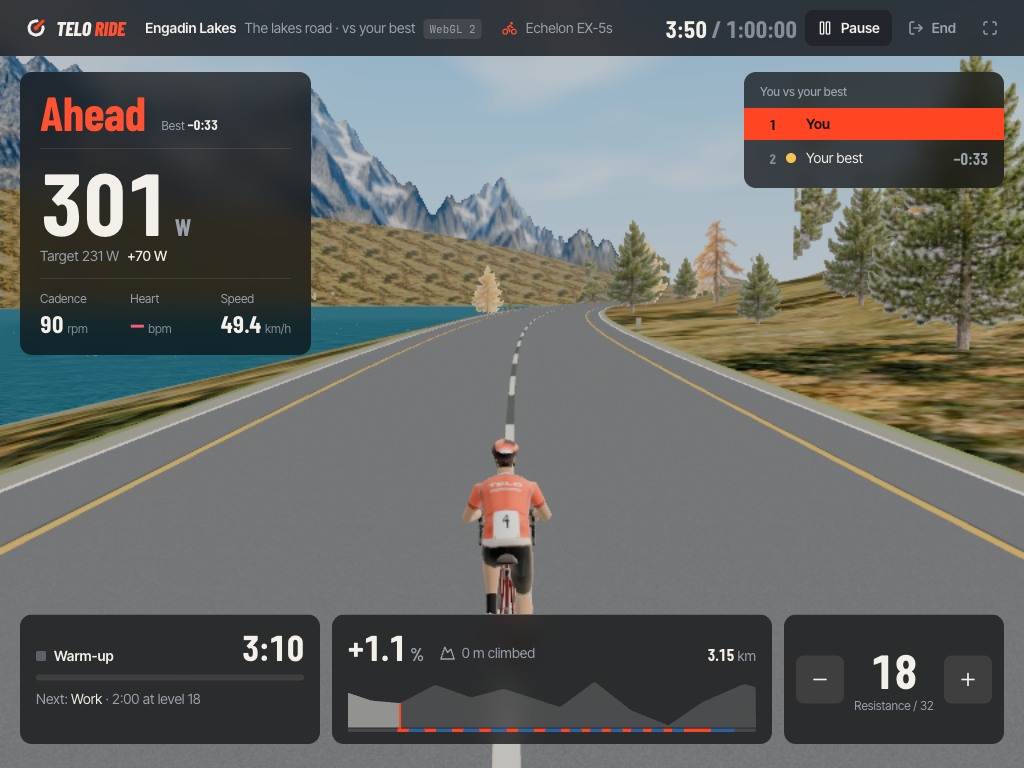 TELO RIDE Engadin Lakes The lakes road · vs your best WebGL 2 Echelon EX-5s 3:50 / 1:00:00 Pause End
Ahead Best −0:33
301 W
Target 231 W +70 W
Cadence Heart Speed
90 rpm — bpm 49.4 km/h
You vs your best
1 You
2 Your best −0:33
TELO
4
Warm-up 3:10
Next: Work · 2:00 at level 18
+1.1 % 0 m climbed 3.15 km
− 18 +
Resistance / 32